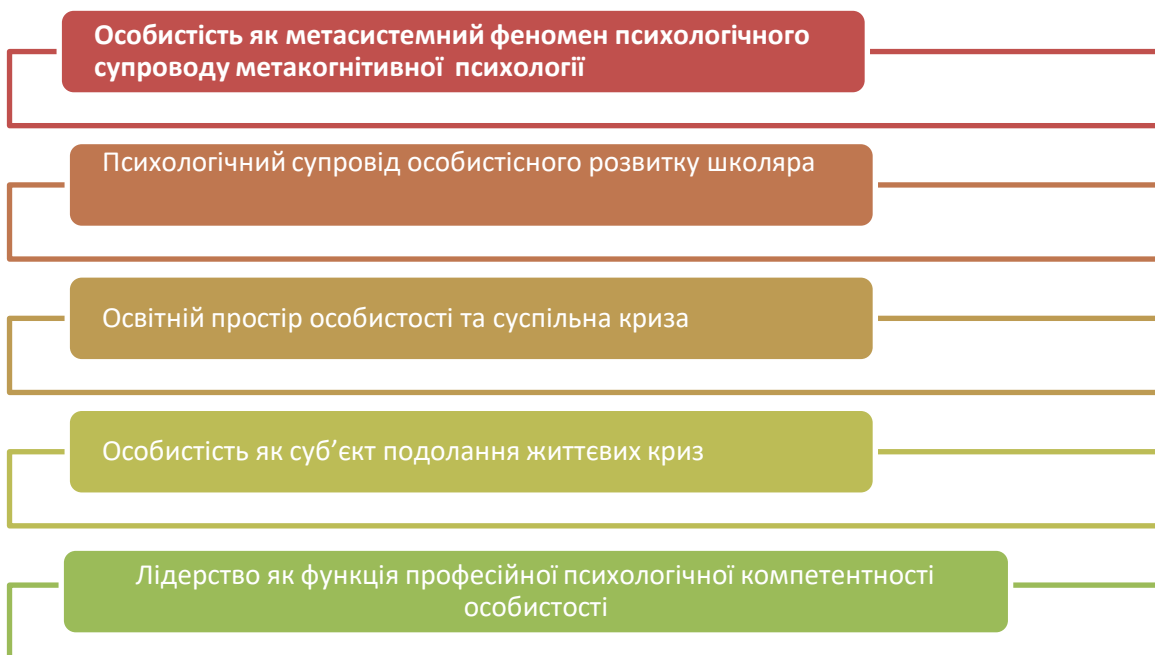 Особистість як метасистемний феномен психологічного
супроводу метакогнітивної  психології
Психологічний супровід особистісного розвитку школяра
Освітній простір особистості та суспільна криза
Особистість як суб’єкт подолання життєвих криз
Лідерство як функція професійної психологічної компетентності
особистості